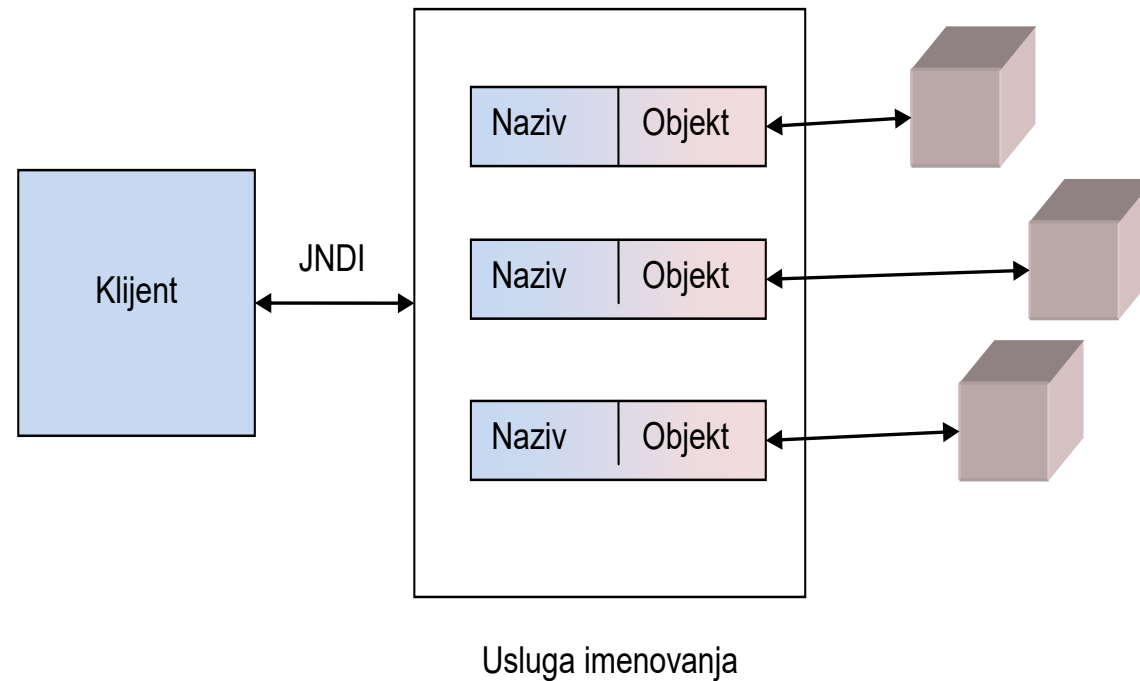 Naziv Objekt
JNDI
Klijent
Naziv Objekt
Naziv Objekt
Usluga imenovanja